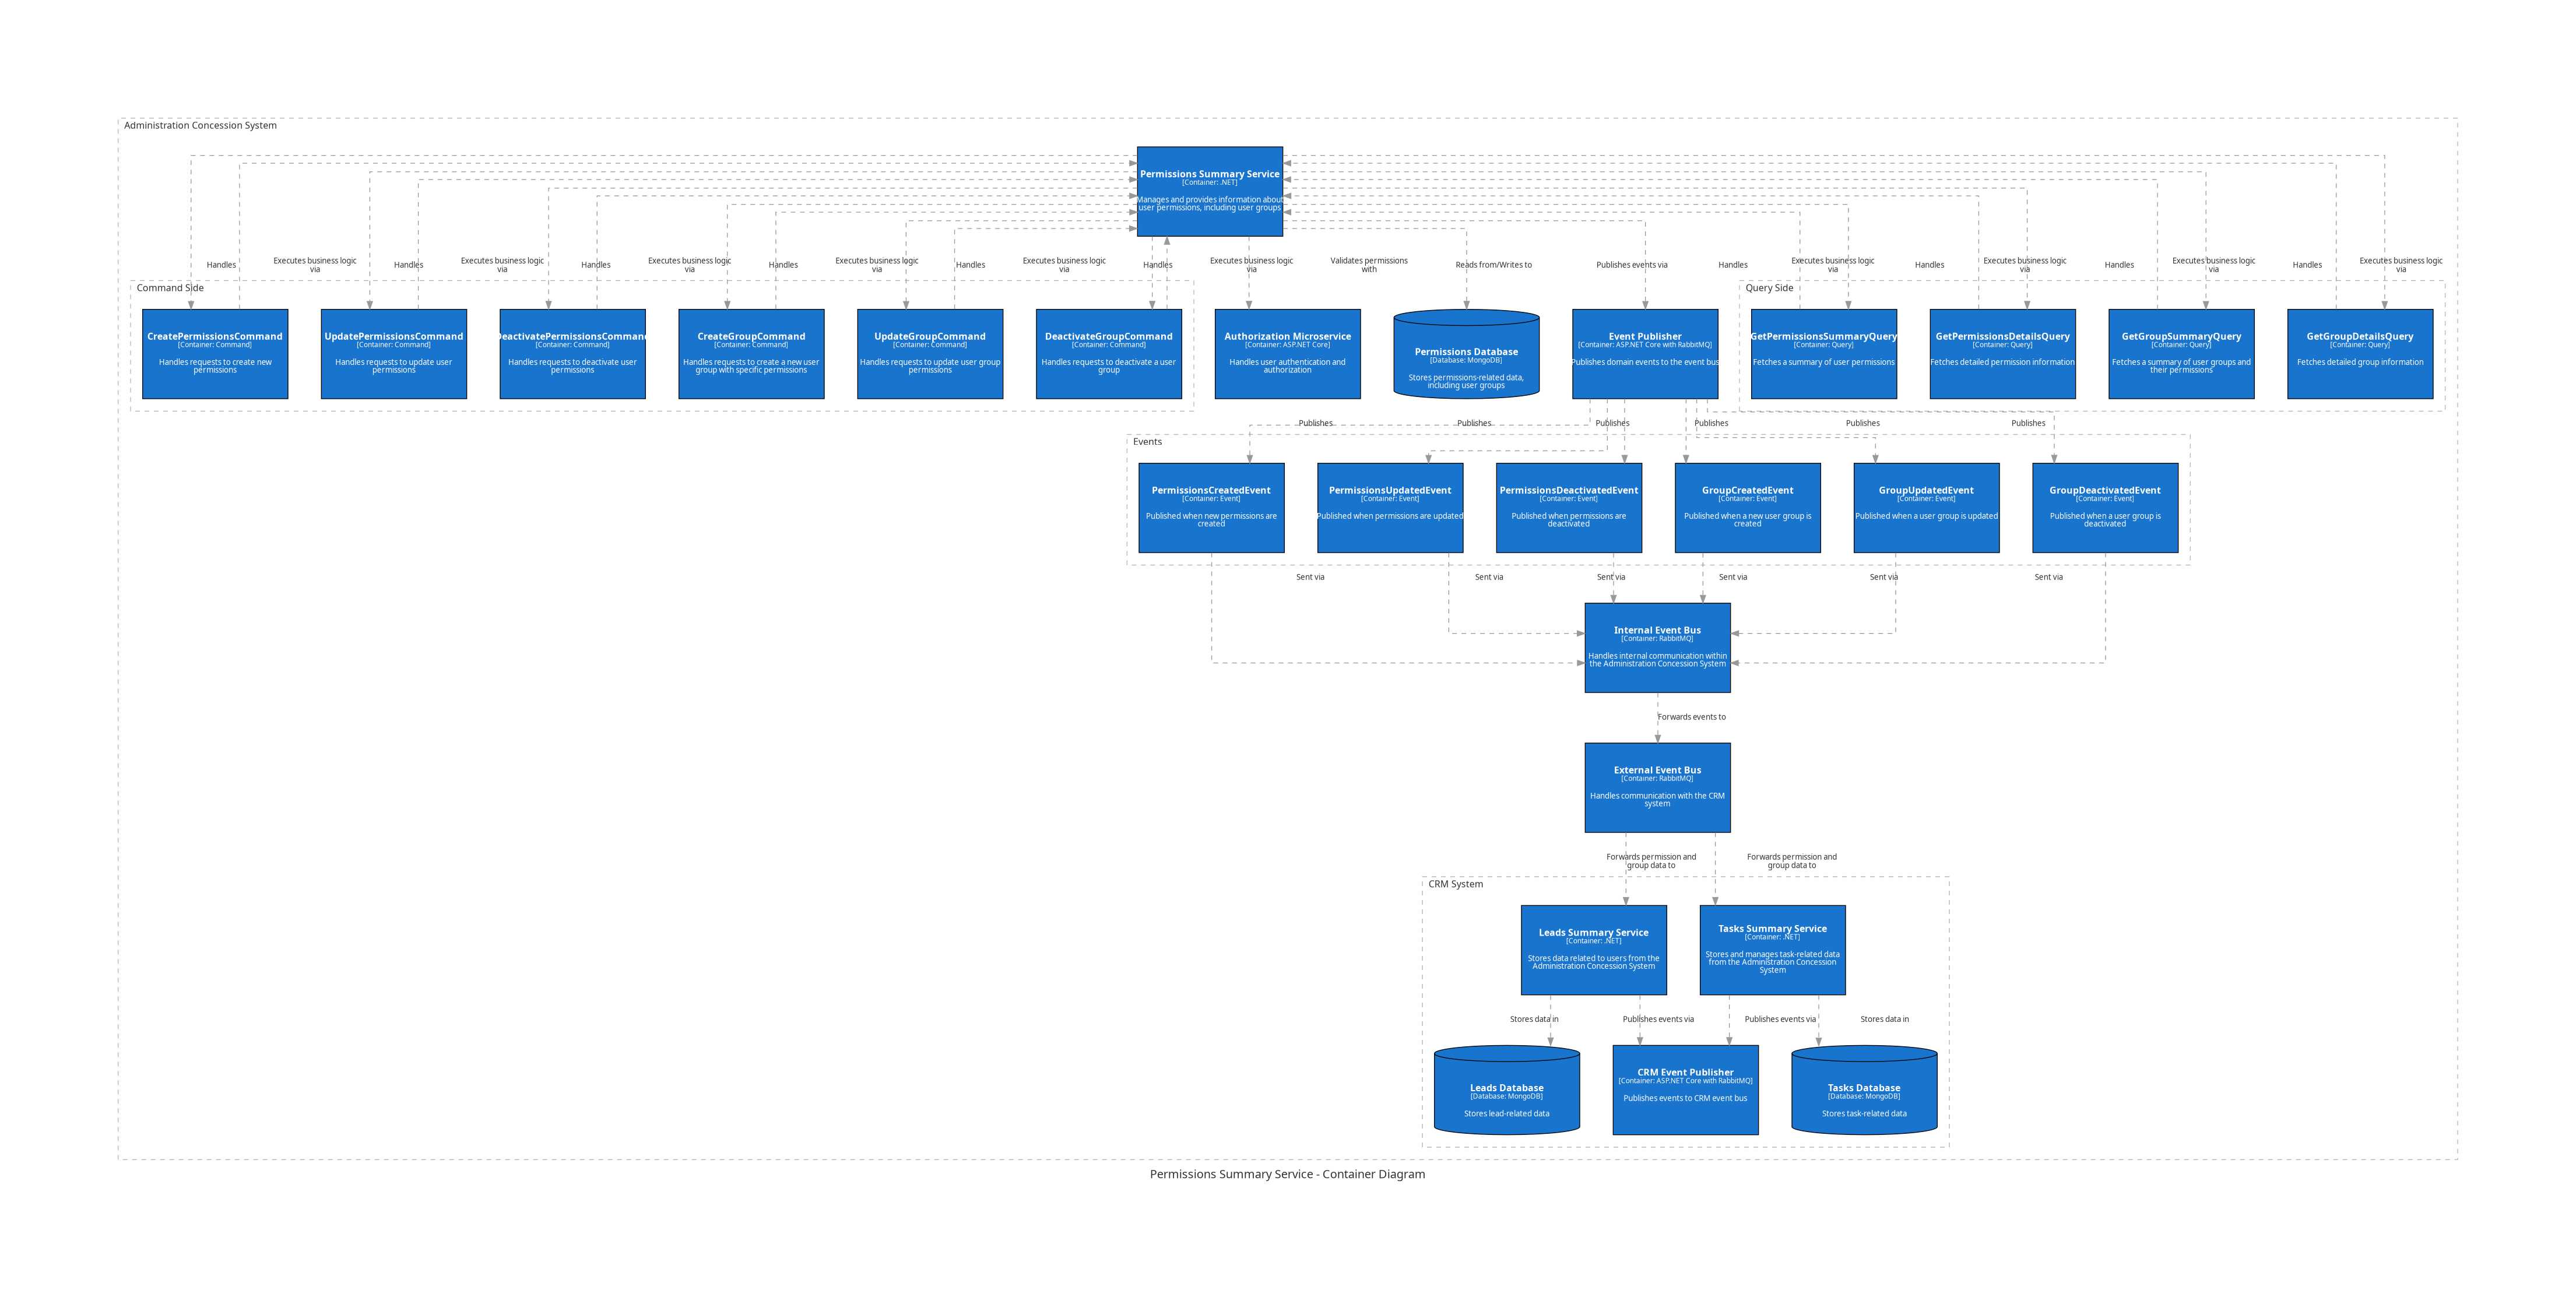 Administration Concession System
Permissions Summary Service
[Container: .NET]
Manages and provides information about
user permissions, including user groups
Handles
Executes business logic
via
Handles
Executes business logic
via
Handles
Executes business logic
via
Handles
Executes business logic
via
Handles
Executes business logic
via
Handles
Executes business logic
via
Validates permissions
with
Reads from/Writes to
Publishes events via
Handles
Executes business logic
via
Handles
Executes business logic
via
Handles
Executes business logic
via
Handles
Executes business logic
via
Command Side
CreatePermissionsCommand
[Container: Command]
Handles requests to create new
permissions
UpdatePermissionsCommand
[Container: Command]
Handles requests to update user
permissions
DeactivatePermissionsCommand
[Container: Command]
Handles requests to deactivate user
permissions
CreateGroupCommand
[Container: Command]
Handles requests to create a new user
group with specific permissions
UpdateGroupCommand
[Container: Command]
Handles requests to update user group
permissions
DeactivateGroupCommand
[Container: Command]
Handles requests to deactivate a user
group
Authorization Microservice
[Container: ASP.NET Core]
Handles user authentication and
authorization
Permissions Database
[Database: MongoDB]
Stores permissions-related data,
including user groups
Event Publisher
[Container: ASP.NET Core with RabbitMQ]
Publishes domain events to the event bus
Query Side
GetPermissionsSummaryQuery
[Container: Query]
Fetches a summary of user permissions
GetPermissionsDetailsQuery
[Container: Query]
Fetches detailed permission information
GetGroupSummaryQuery
[Container: Query]
Fetches a summary of user groups and
their permissions
GetGroupDetailsQuery
[Container: Query]
Fetches detailed group information
Publishes
Publishes
Publishes
Publishes
Publishes
Publishes
Events
PermissionsCreatedEvent
[Container: Event]
Published when new permissions are
created
PermissionsUpdatedEvent
[Container: Event]
Published when permissions are updated
PermissionsDeactivatedEvent
[Container: Event]
Published when permissions are
deactivated
GroupCreatedEvent
[Container: Event]
Published when a new user group is
created
GroupUpdatedEvent
[Container: Event]
Published when a user group is updated
GroupDeactivatedEvent
[Container: Event]
Published when a user group is
deactivated
Sent via
Sent via
Sent via
Sent via
Sent via
Sent via
Internal Event Bus
[Container: RabbitMQ]
Handles internal communication within
the Administration Concession System
Forwards events to
External Event Bus
[Container: RabbitMQ]
Handles communication with the CRM
system
Forwards permission and
group data to
Forwards permission and
group data to
CRM System
Leads Summary Service
[Container: .NET]
Stores data related to users from the
Administration Concession System
Tasks Summary Service
[Container: .NET]
Stores and manages task-related data
from the Administration Concession
System
Stores data in
Publishes events via
Publishes events via
Stores data in
Leads Database
[Database: MongoDB]
Stores lead-related data
CRM Event Publisher
[Container: ASP.NET Core with RabbitMQ]
Publishes events to CRM event bus
Tasks Database
[Database: MongoDB]
Stores task-related data
Permissions Summary Service - Container Diagram